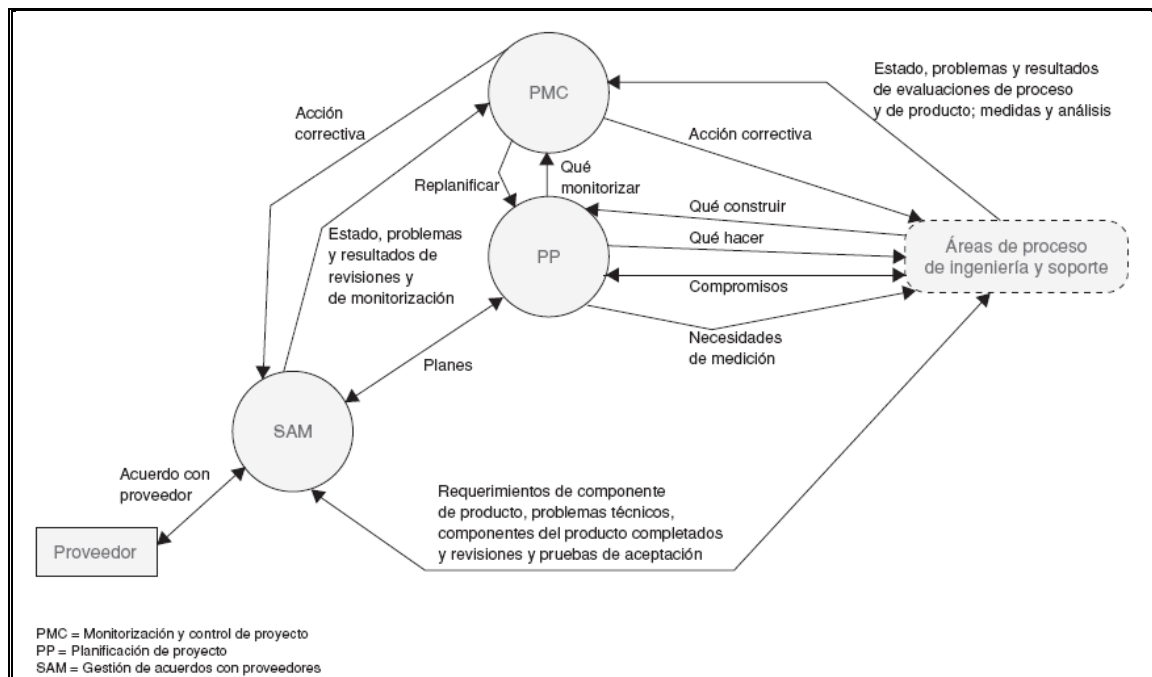 PMC
Estado, problemas y resultados
de evaluaciones de proceso
y de producto; medidas y análisis
Acción
correctiva
Acción correctiva
Replanificar
Qué
monitorizar
Qué construir
Estado, problemas
y resultados de
revisiones y
de monitorización
PP
Qué hacer
Áreas de proceso
de ingeniería y soporte
Compromisos
Necesidades
de medición
Planes
SAM
Acuerdo con
proveedor
Requerimientos de componente
de producto, problemas técnicos,
componentes del producto completados
y revisiones y pruebas de aceptación
Proveedor
PMC = Monitorización y control de proyecto
PP = Planificación de proyecto
SAM = Gestión de acuerdos con proveedores